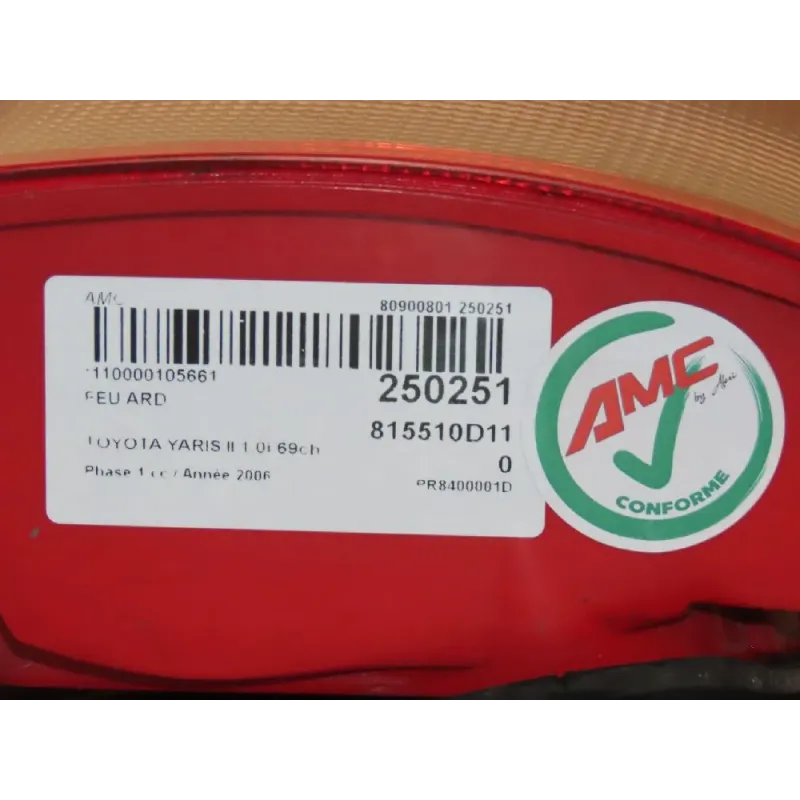 AMC
80900801 250251
110000105661
250251
FEU ARD
815510D11
0
TOYOTA YARIS II 1.0i 69ch
Phase 1 / Année 2006
PR8400001D
AMC
by
CONFORME